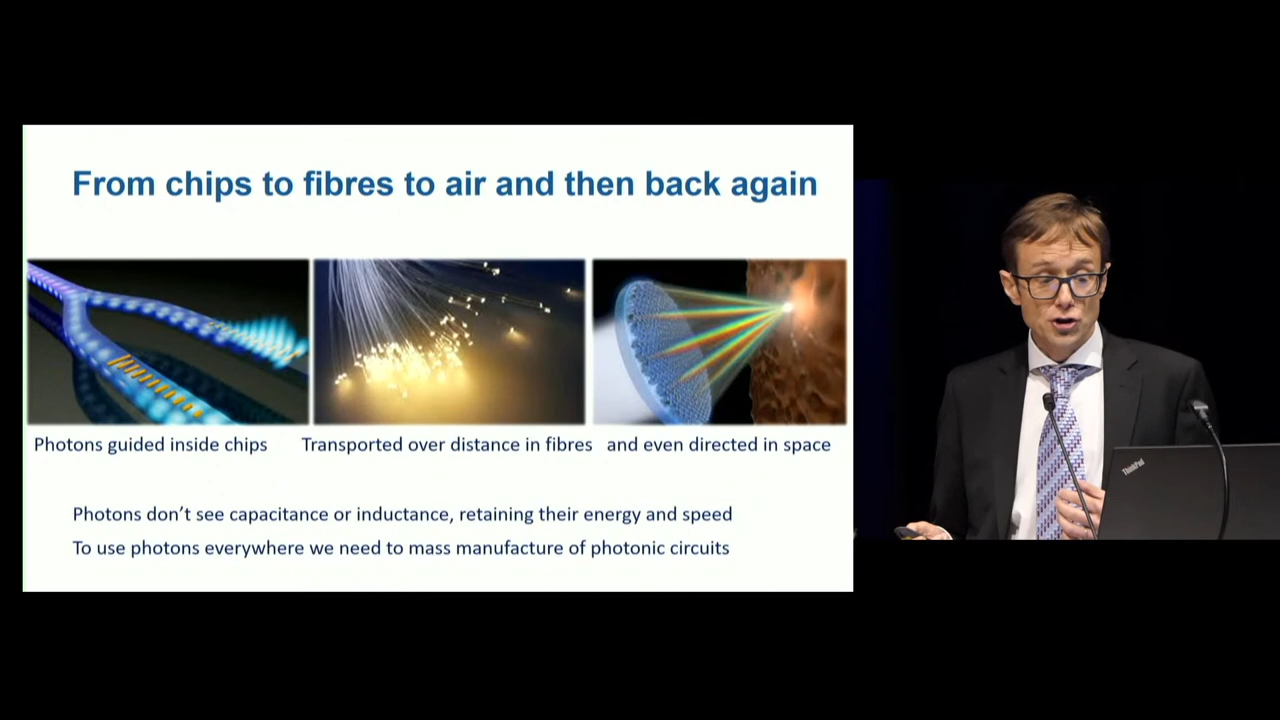 From chips to fibres to air and then back again
Photons guided inside chips
Transported over distance in fibres
and even directed in space
Photons don’t see capacitance or inductance, retaining their energy and speed
To use photons everywhere we need to mass manufacture of photonic circuits
ThinkPad